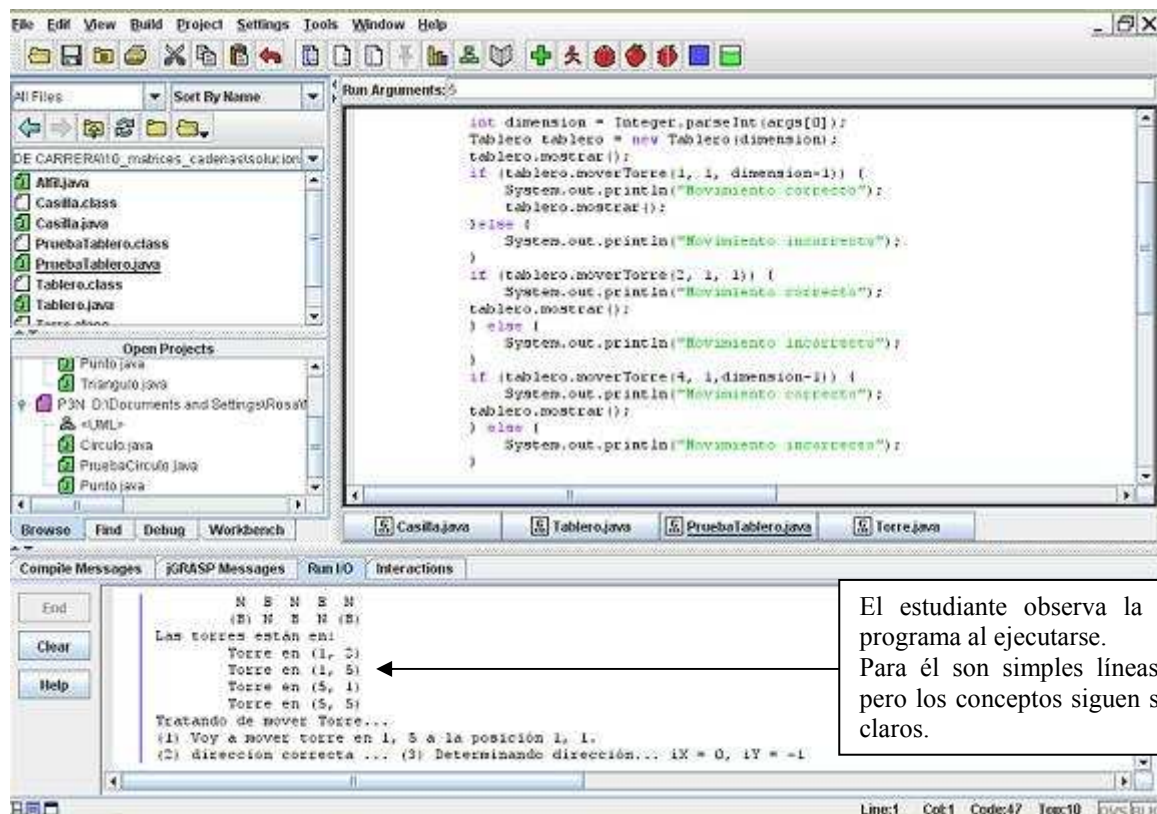 File Edit View Build Project Settings Tools Window Help
All Files Sort By Name
Run Arguments: 5
DE CARRERA\10_matrices_cadenas\solucion
Alfil.java
Casilla.class
Casilla.java
PruebaTablero.class
PruebaTablero.java
Tablero.class
Tablero.java
Torre.class
Open Projects
Punto.java
Triangulo.java
P3N D:\Documents and Settings\Rosa\
<UML>
Circulo.java
PruebaCirculo.java
Punto.java
Browse Find Debug Workbench
int dimension = Integer.parseInt(args[0]);
Tablero tablero = new Tablero(dimension);
tablero.mostrar();
if (tablero.moverTorre(1, 1, dimension-1)) {
System.out.println("Movimiento correcto");
tablero.mostrar();
}else {
System.out.println("Movimiento incorrecto");
}
if (tablero.moverTorre(2, 1, 1)) {
System.out.println("Movimiento correcto");
tablero.mostrar();
} else {
System.out.println("Movimiento incorrecto");
}
if (tablero.moverTorre(4, 1,dimension-1)) {
System.out.println("Movimiento correcto");
tablero.mostrar();
} else {
System.out.println("Movimiento incorrecto");
}
Casilla.java Tablero.java PruebaTablero.java Torre.java
Compile Messages jGRASP Messages Run I/O Interactions
End
Clear
Help
N B N B N
(B) N B N (B)
Las torres están en:
Torre en (1,
Torre en (1, 5)
Torre en (5, 1)
Torre en (5, 5)
Tratando de mover Torre...
(1) Voy a mover torre en 1, 5 a la posición 1, 1.
(2) direccion correcta ... (3) Determinando dirección... iX = 0, iY = -1
El estudiante observa la
programa al ejecutarse.
Para él son simples líneas
pero los conceptos siguen s
claros.
Line:1 Col:1 Code:47 Top:10 OVS BLK